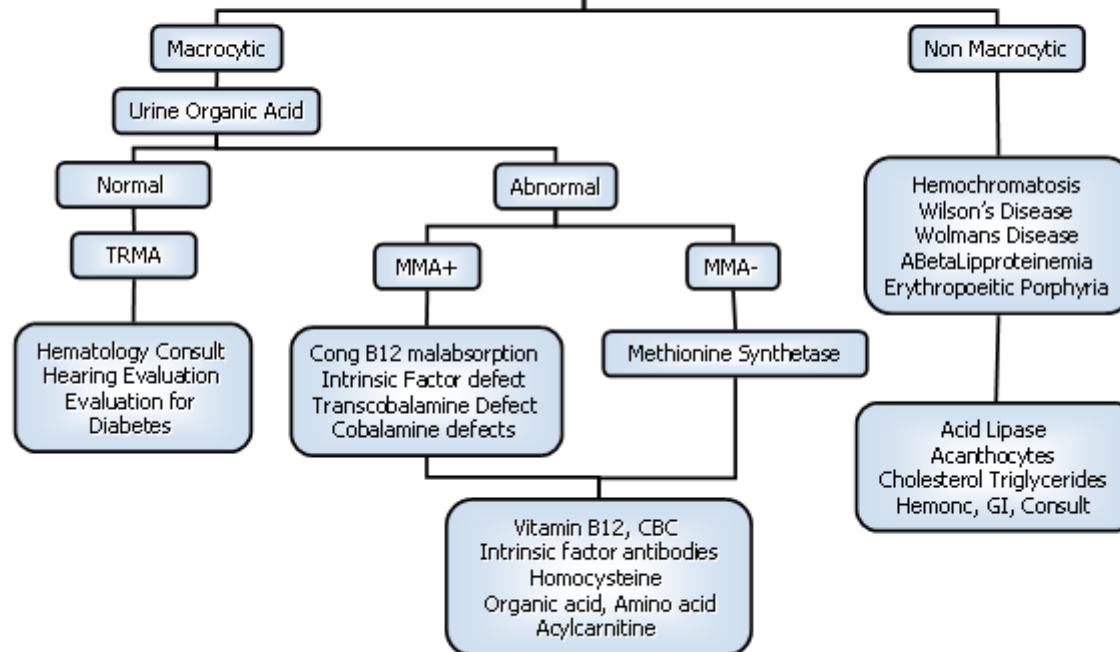 Macrocytic
Non Macrocytic
Urine Organic Acid
Normal
Abnormal
TRMA
MMA+
MMA-
Hemochromatosis
Wilson's Disease
Wolmans Disease
ABetaLipproteinemia
Erythropoeitic Porphyria
Hematology Consult
Hearing Evaluation
Evaluation for
Diabetes
Cong B12 malabsorption
Intrinsic Factor defect
Transcobalamine Defect
Cobalamine defects
Methionine Synthetase
Acid Lipase
Acanthocytes
Cholesterol Triglycerides
Hemonc, GI, Consult
Vitamin B12, CBC
Intrinsic factor antibodies
Homocysteine
Organic acid, Amino acid
Acylcarnitine